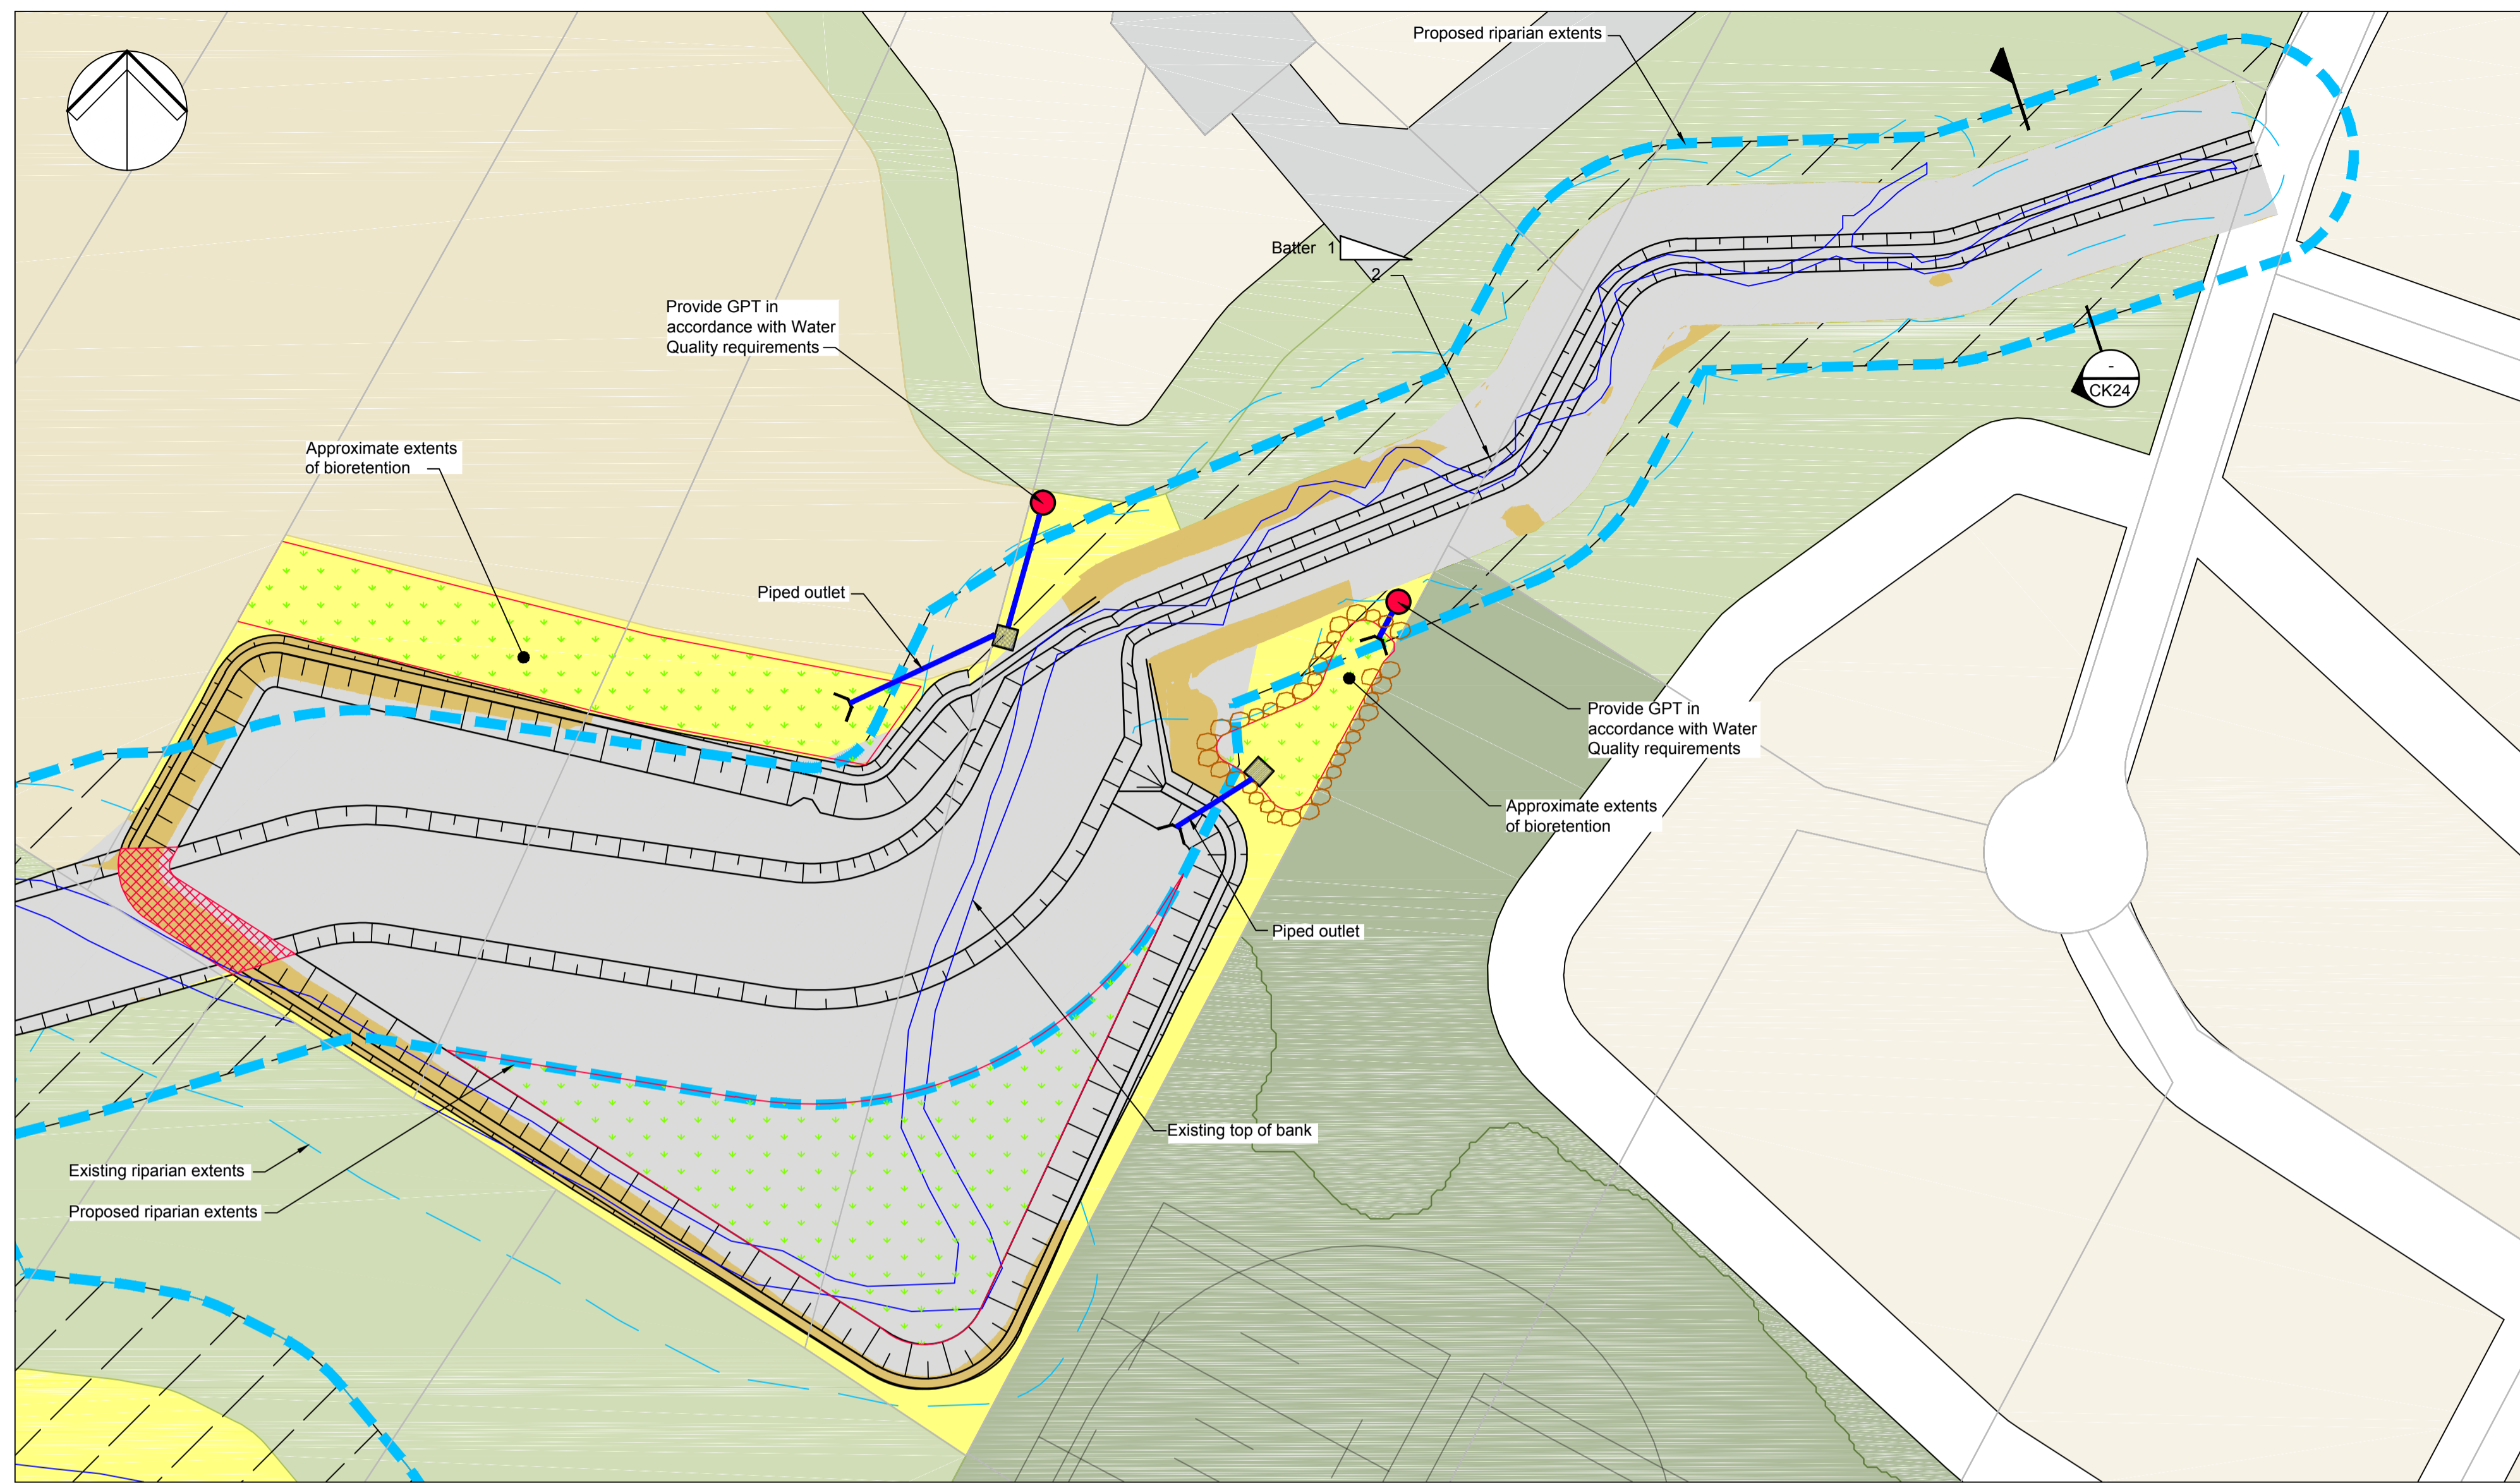 Proposed riparian extents
Batter 1
2
Provide GPT in
accordance with Water
Quality requirements
-
CK24
Approximate extents
of bioretention
Piped outlet
Provide GPT in
accordance with Water
Quality requirements
Approximate extents
of bioretention
Piped outlet
Existing top of bank
Existing riparian extents
Proposed riparian extents